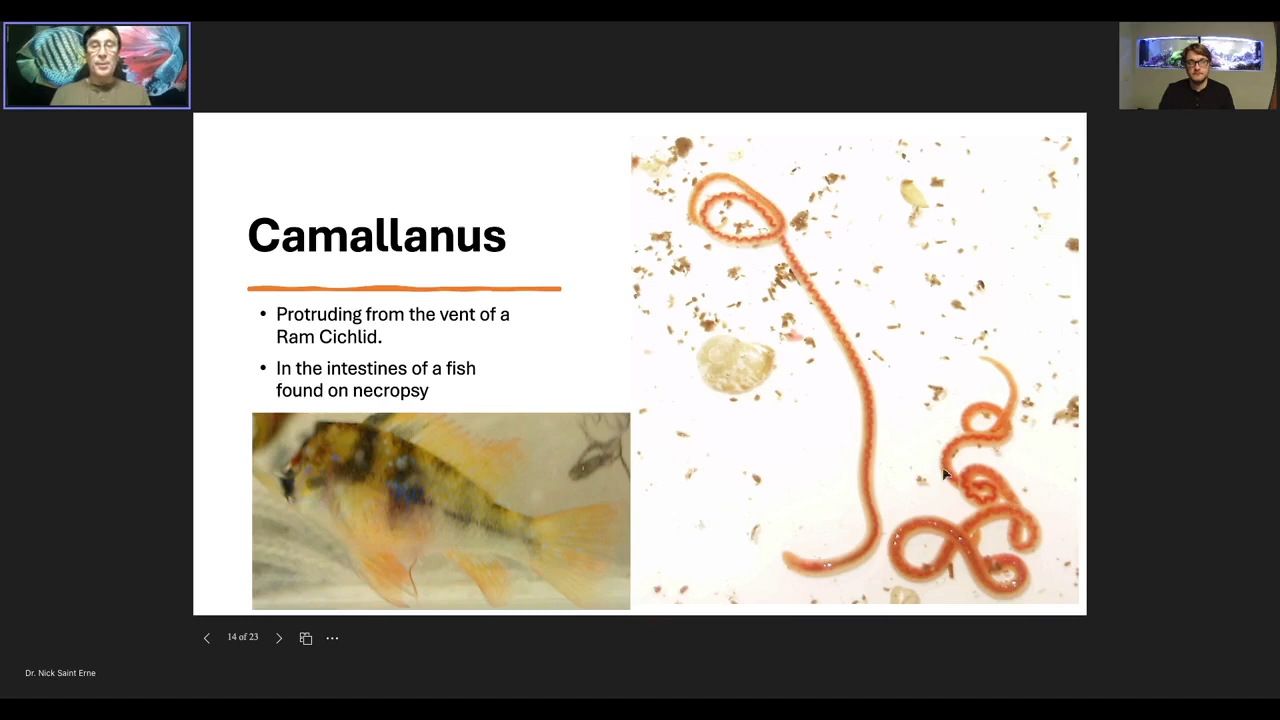 Camallanus
• Protruding from the vent of a
Ram Cichlid.
• In the intestines of a fish
found on necropsy
14 of 23
Dr. Nick Saint Erne